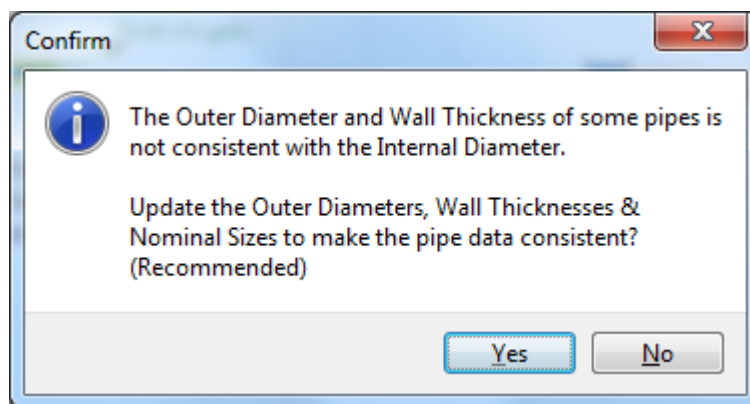 Confirm
The Outer Diameter and Wall Thickness of some pipes is
not consistent with the Internal Diameter.
Update the Outer Diameters, Wall Thicknesses &
Nominal Sizes to make the pipe data consistent?
(Recommended)
Yes No